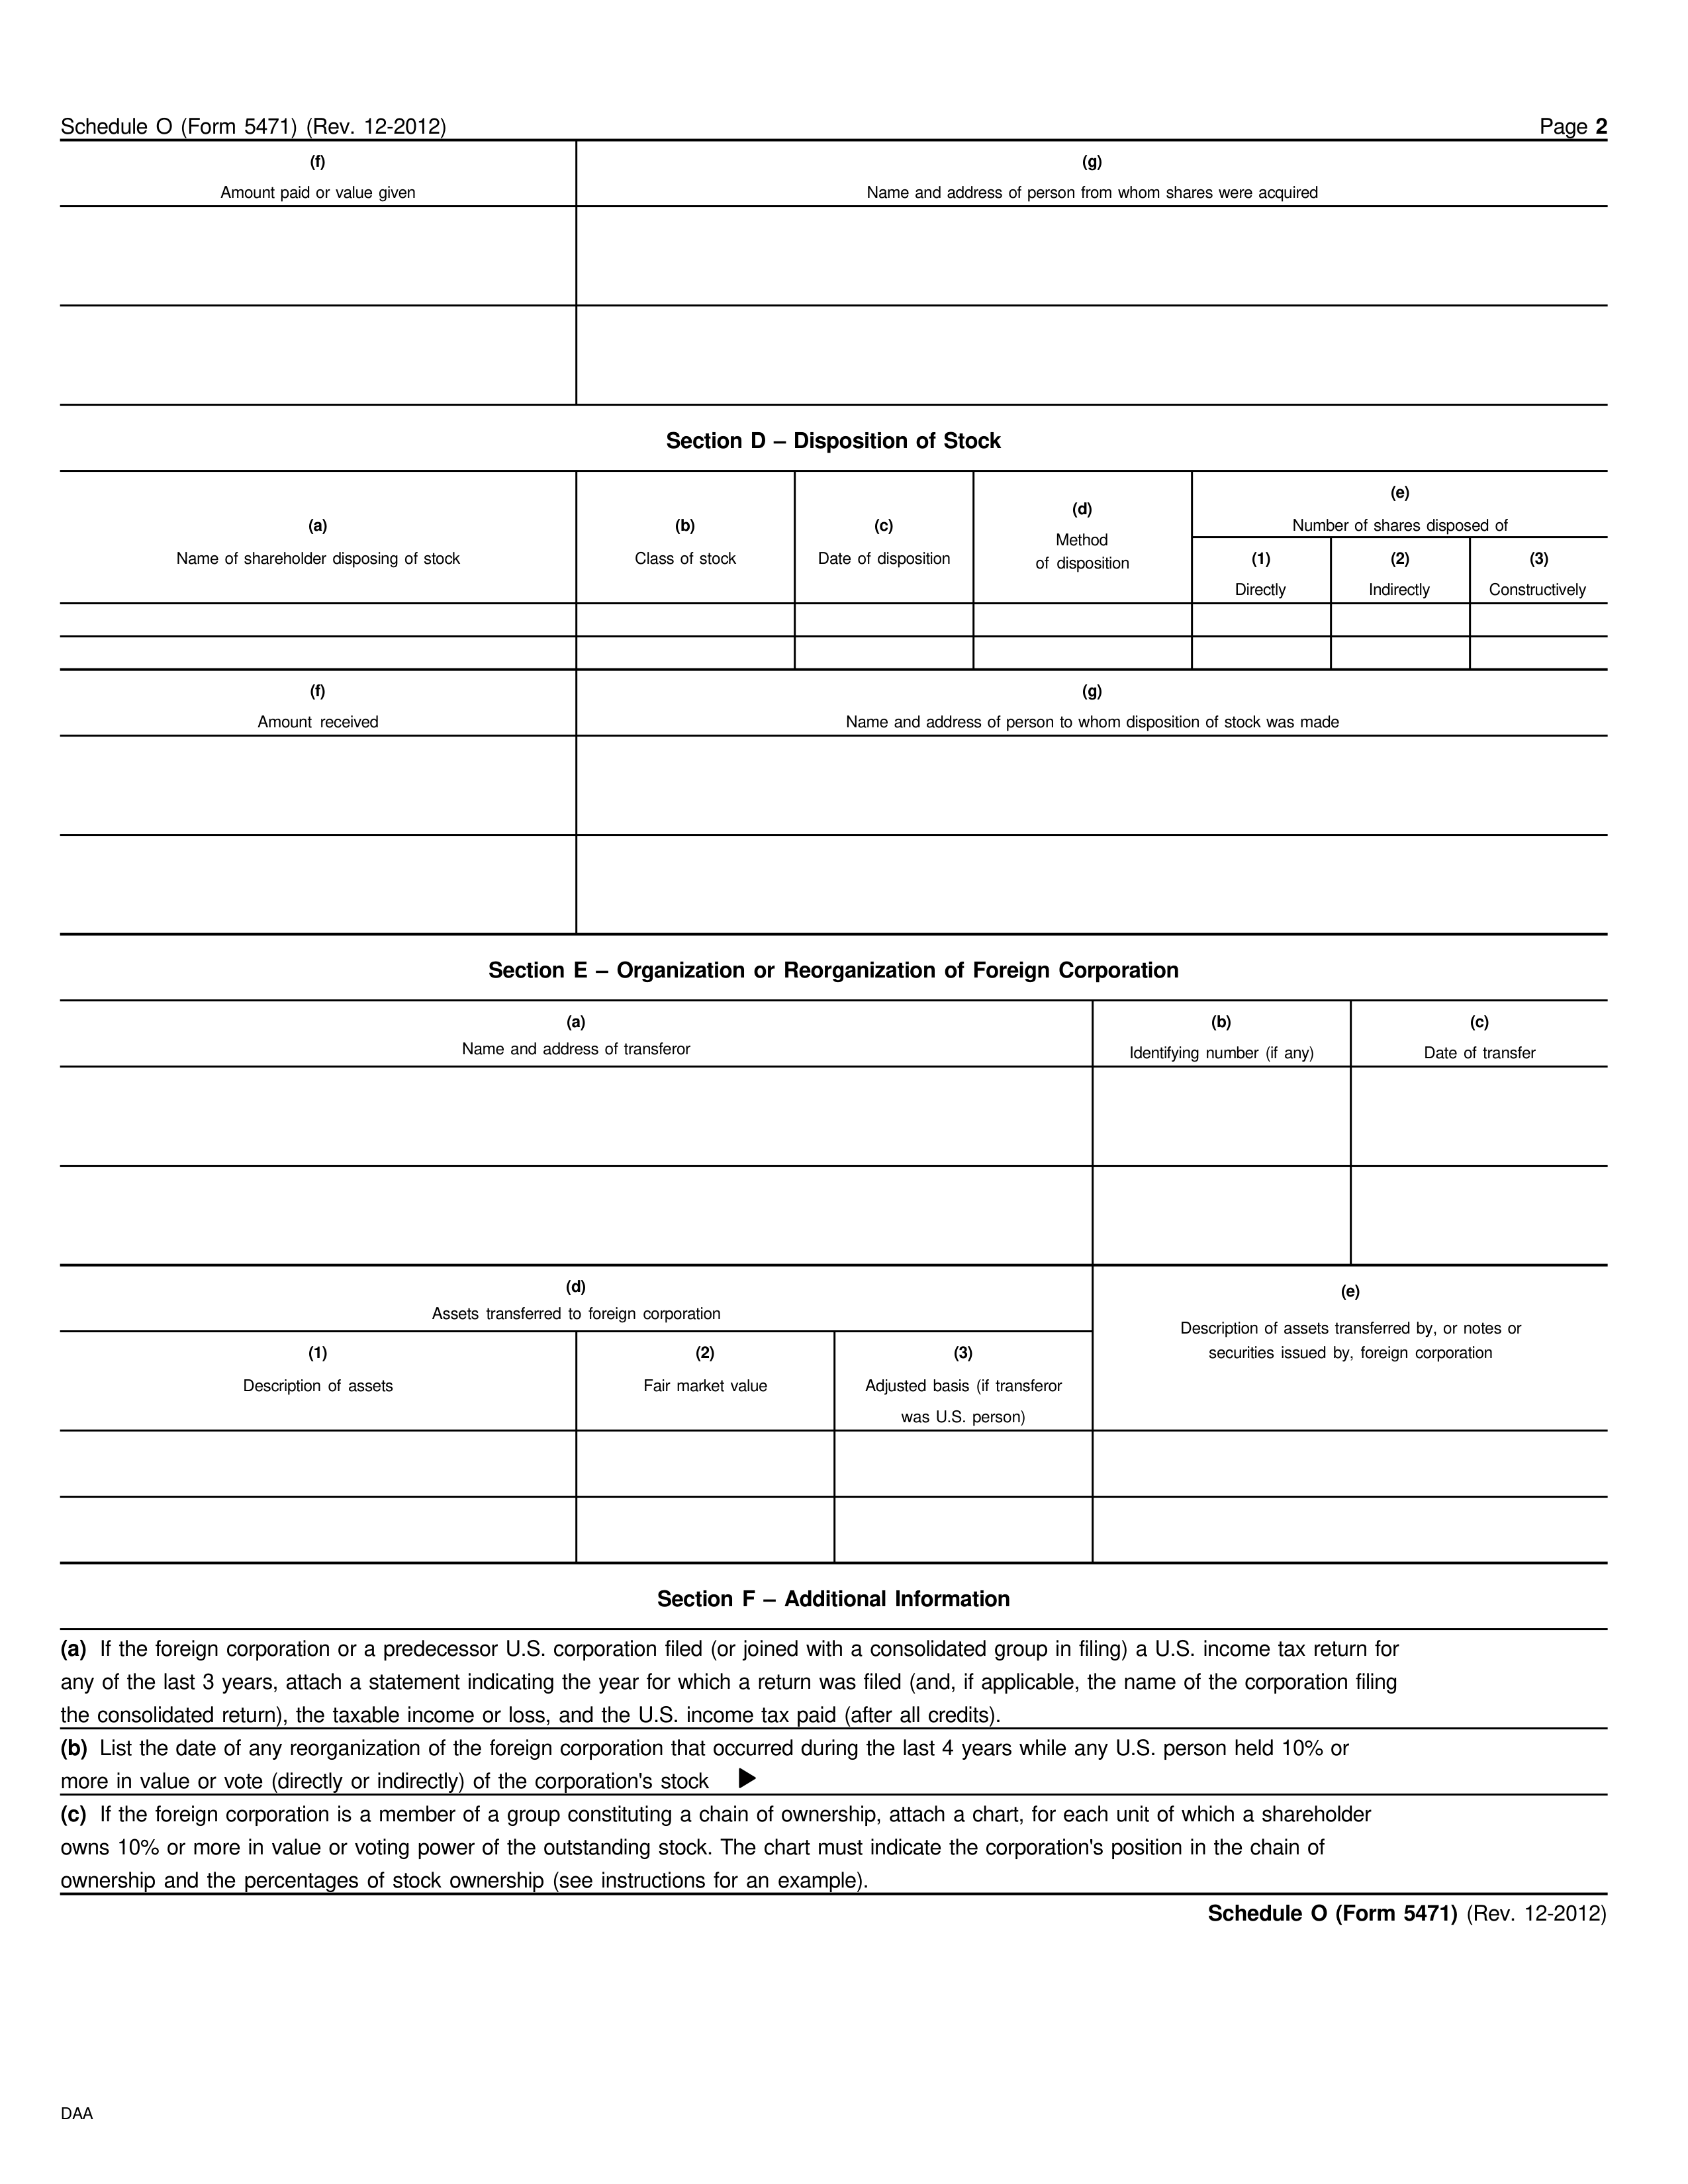 Schedule O (Form 5471) (Rev. 12-2012) Page 2
(f) (g)
Amount paid or value given Name and address of person from whom shares were acquired
Section D – Disposition of Stock
(a)
Name of shareholder disposing of stock
(b)
Class of stock
(c)
Date of disposition
(d)
Method
of disposition
(e)
Number of shares disposed of
(1) (2) (3)
Directly Indirectly Constructively
(f) (g)
Amount received Name and address of person to whom disposition of stock was made
Section E – Organization or Reorganization of Foreign Corporation
(a) (b) (c)
Name and address of transferor Identifying number (if any) Date of transfer
(d)
Assets transferred to foreign corporation
(e)
Description of assets transferred by, or notes or
securities issued by, foreign corporation
(1)
Description of assets
(2)
Fair market value
(3)
Adjusted basis (if transferor
was U.S. person)
Section F – Additional Information
(a) If the foreign corporation or a predecessor U.S. corporation filed (or joined with a consolidated group in filing) a U.S. income tax return for
any of the last 3 years, attach a statement indicating the year for which a return was filed (and, if applicable, the name of the corporation filing
the consolidated return), the taxable income or loss, and the U.S. income tax paid (after all credits).
(b) List the date of any reorganization of the foreign corporation that occurred during the last 4 years while any U.S. person held 10% or
more in value or vote (directly or indirectly) of the corporation's stock ▶
(c) If the foreign corporation is a member of a group constituting a chain of ownership, attach a chart, for each unit of which a shareholder
owns 10% or more in value or voting power of the outstanding stock. The chart must indicate the corporation's position in the chain of
ownership and the percentages of stock ownership (see instructions for an example).
Schedule O (Form 5471) (Rev. 12-2012)
DAA